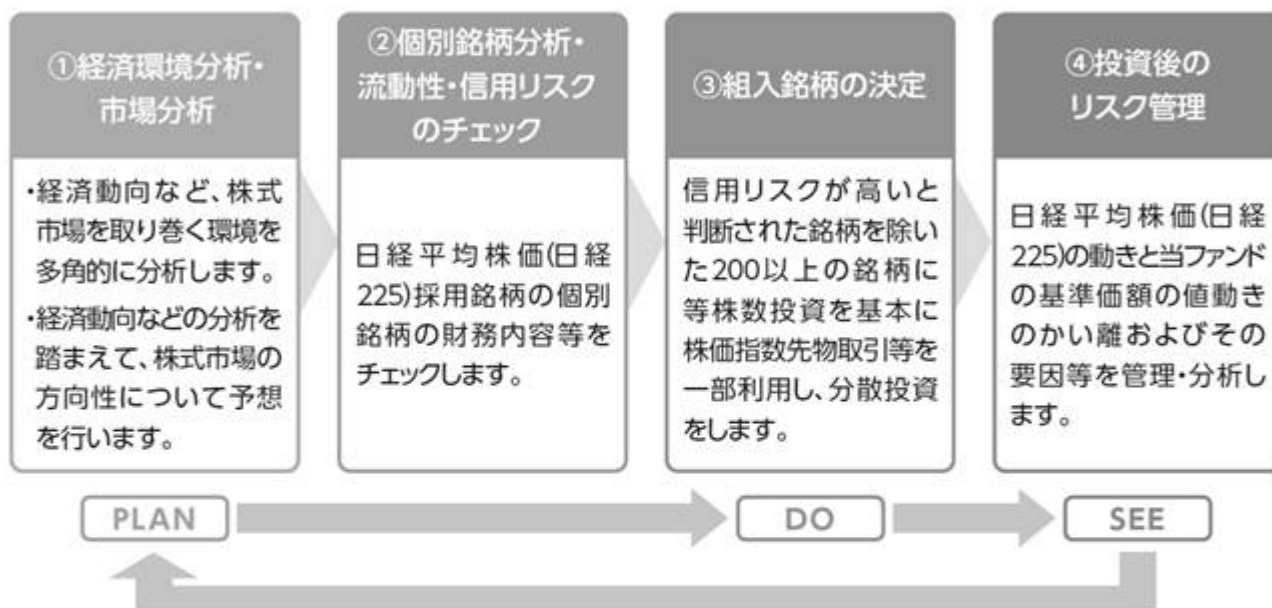 ①経済環境分析・
市場分析
・経済動向など、株式
市場を取り巻く環境を
多角的に分析します。
・経済動向などの分析を
踏まえて、株式市場の
方向性について予想
を行います。
②個別銘柄分析・
流動性・信用リスク
のチェック
日経平均株価(日経
225)採用銘柄の個別
銘柄の財務内容等を
チェックします。
③組入銘柄の決定
信用リスクが高いと
判断された銘柄を除い
た200以上の銘柄に
等株数投資を基本に
株価指数先物取引等を
一部利用し、分散投資
をします。
④投資後の
リスク管理
日経平均株価(日経
225)の動きと当ファンド
の基準価額の値動き
のかい離およびその
要因等を管理・分析し
ます。
PLAN
DO
SEE